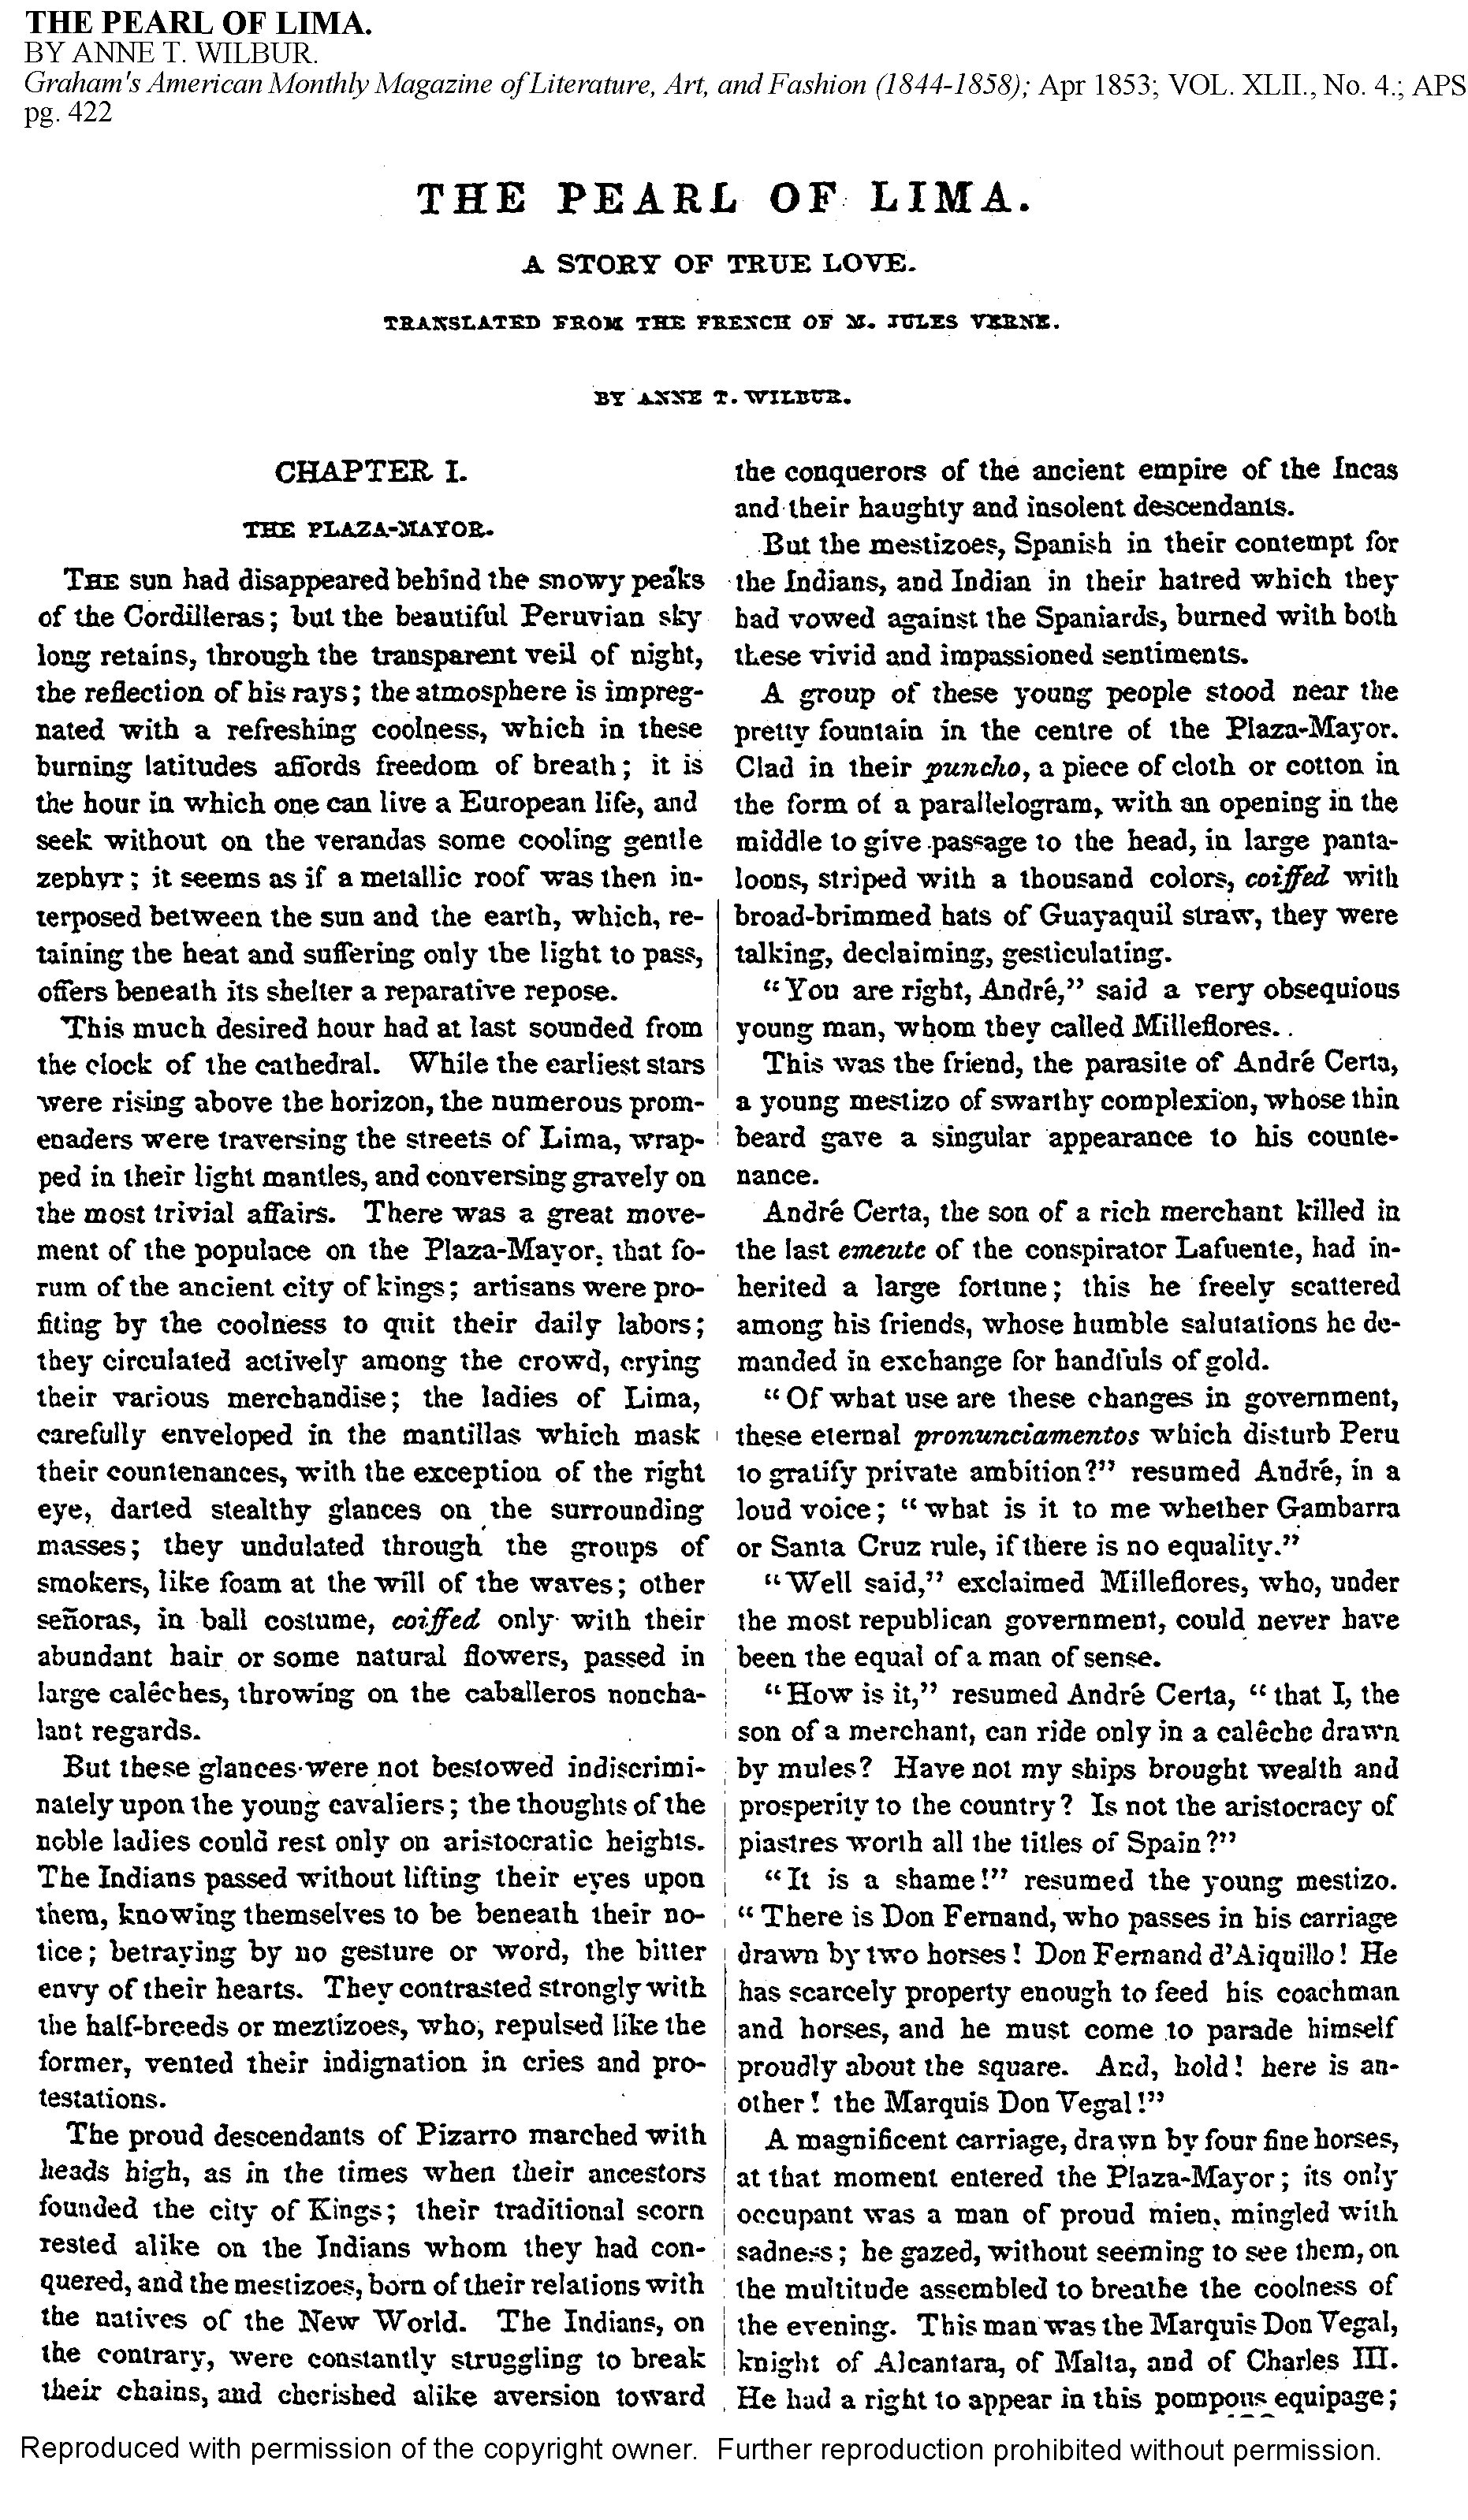 THE PEARL OF LIMA.
BY ANNE T. WILBUR.
Graham's American Monthly Magazine of Literature, Art, and Fashion (1844-1858); Apr 1853; VOL. XLII., No. 4.; APS
pg. 422
THE PEARL OF LIMA.
A STORY OF TRUE LOVE.
TRANSLATED FROM THE FRENCH OF M. JULES VERNE.
BY ANNE T. WILBUR.
CHAPTER I.
THE PLAZA-MAYOR.
THE sun had disappeared behind the snowy peaks
of the Cordilleras; but the beautiful Peruvian sky
long retains, through the transparent veil of night,
the reflection of his rays; the atmosphere is impreg-
nated with a refreshing coolness, which in these
burning latitudes affords freedom of breath; it is
the hour in which one can live a European life, and
seek without on the verandas some cooling gentle
zephyr; it seems as if a metallic roof was then in-
terposed between the sun and the earth, which, re-
taining the heat and suffering only the light to pass,
offers beneath its shelter a reparative repose.
This much desired hour had at last sounded from
the clock of the cathedral. While the earliest stars
were rising above the horizon, the numerous prom-
enaders were traversing the streets of Lima, wrap-
ped in their light mantles, and conversing gravely on
the most trivial affairs. There was a great move-
ment of the populace on the Plaza-Mayor, that fo-
rum of the ancient city of kings; artisans were pro-
fiting by the coolness to quit their daily labors;
they circulated actively among the crowd, crying
their various merchandise; the ladies of Lima,
carefully enveloped in the mantillas which mask
their countenances, with the exception of the right
eye, darted stealthy glances on the surrounding
masses; they undulated through the groups of
smokers, like foam at the will of the waves; other
señoras, in ball costume, coiffed only with their
abundant hair or some natural flowers, passed in
large calêches, throwing on the caballeros noncha-
lant regards.
But these glances were not bestowed indiscrimi-
nately upon the young cavaliers; the thoughts of the
noble ladies could rest only on aristocratic heights.
The Indians passed without lifting their eyes upon
them, knowing themselves to be beneath their no-
tice; betraying by no gesture or word, the bitter
envy of their hearts. They contrasted strongly with
the half-breeds or meztizoes, who, repulsed like the
former, vented their indignation in cries and pro-
testations.
The proud descendants of Pizarro marched with
heads high, as in the times when their ancestors
founded the city of Kings; their traditional scorn
rested alike on the Indians whom they had con-
quered, and the mestizoes, born of their relations with
the natives of the New World. The Indians, on
the contrary, were constantly struggling to break
their chains, and cherished alike aversion toward
the conquerors of the ancient empire of the Incas
and their haughty and insolent descendants.
But the mestizoes, Spanish in their contempt for
the Indians, and Indian in their hatred which they
had vowed against the Spaniards, burned with both
these vivid and impassioned sentiments.
A group of these young people stood near the
pretty fountain in the centre of the Plaza-Mayor.
Clad in their puncho, a piece of cloth or cotton in
the form of a parallelogram, with an opening in the
middle to give passage to the head, in large panta-
loons, striped with a thousand colors, coiffed with
broad-brimmed hats of Guayaquil straw, they were
talking, declaiming, gesticulating.
"You are right, André," said a very obsequious
young man, whom they called Milleflores.
This was the friend, the parasite of André Certa,
a young mestizo of swarthy complexion, whose thin
beard gave a singular appearance to his counte-
nance.
André Certa, the son of a rich merchant killed in
the last emeute of the conspirator Lafuente, had in-
herited a large fortune; this he freely scattered
among his friends, whose humble salutations he de-
manded in exchange for handfuls of gold.
"Of what use are these changes in government,
these eternal pronunciamentos which disturb Peru
to gratify private ambition?" resumed André, in a
loud voice; "what is it to me whether Gambarra
or Santa Cruz rule, if there is no equality."
"Well said," exclaimed Milleflores, who, under
the most republican government, could never have
been the equal of a man of sense.
"How is it," resumed André Certa, "that I, the
son of a merchant, can ride only in a calêche drawn
by mules? Have not my ships brought wealth and
prosperity to the country? Is not the aristocracy of
piastres worth all the titles of Spain?"
"It is a shame!" resumed the young mestizo.
"There is Don Fernand, who passes in his carriage
drawn by two horses! Don Fernand d'Aiquillo! He
has scarcely property enough to feed his coachman
and horses, and he must come to parade himself
proudly about the square. And, hold! here is an-
other! the Marquis Don Vegal!"
A magnificent carriage, drawn by four fine horses,
at that moment entered the Plaza-Mayor; its only
occupant was a man of proud mien, mingled with
sadness; he gazed, without seeming to see them, on
the multitude assembled to breathe the coolness of
the evening. This man was the Marquis Don Vegal,
knight of Alcantara, of Malta, and of Charles III.
He had a right to appear in this pompous equipage;
Reproduced with permission of the copyright owner. Further reproduction prohibited without permission.